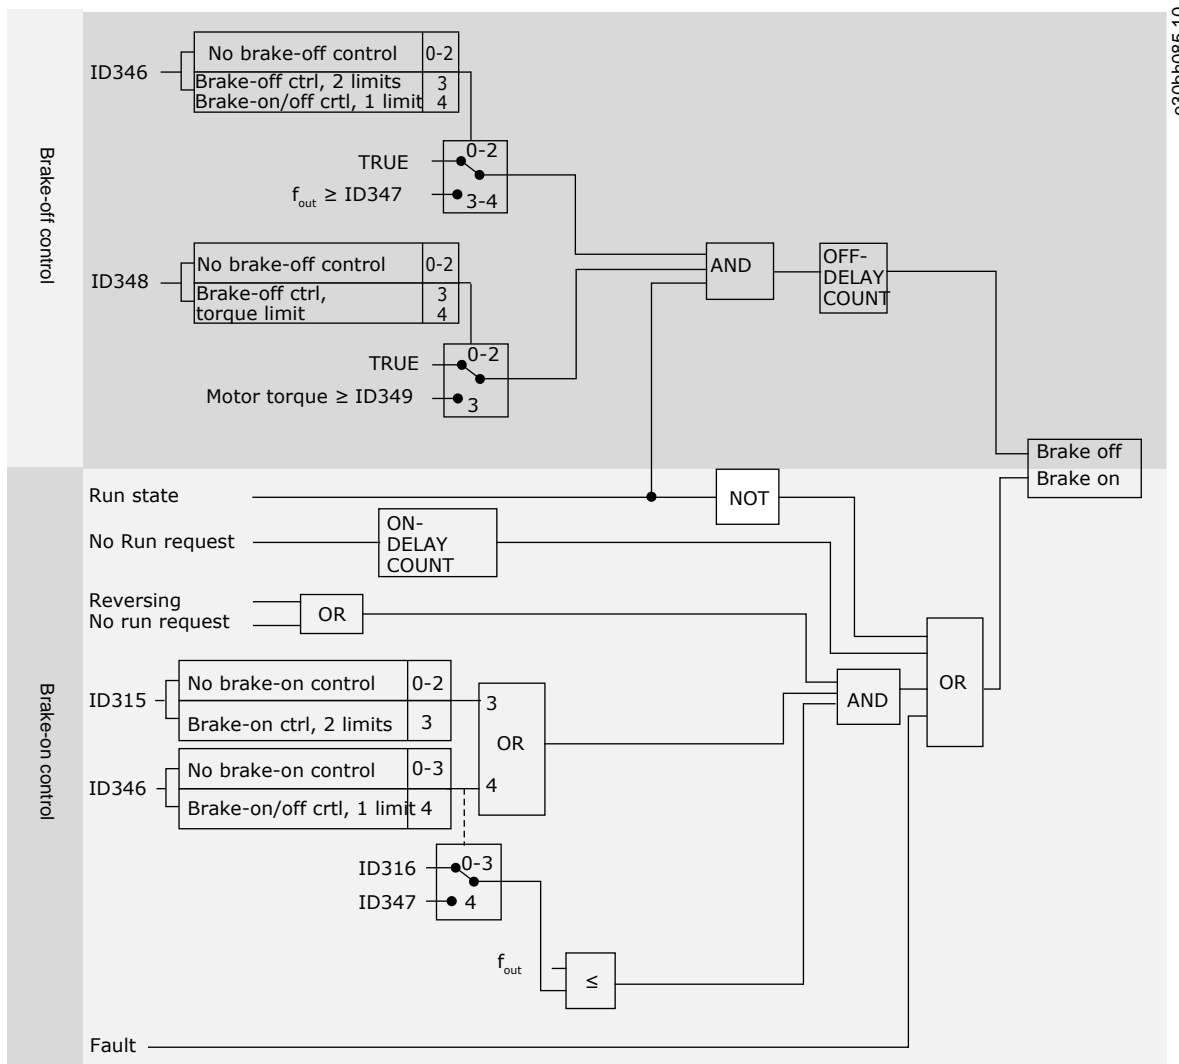 e30bh085.10
Brake-off control
ID346
No brake-off control 0-2
Brake-off ctrl, 2 limits 3
Brake-on/off crtl, 1 limit 4
0-2
TRUE
fout ≥ ID347
3-4
ID348
No brake-off control 0-2
Brake-off ctrl, 3
torque limit 4
0-2
TRUE
Motor torque ≥ ID349
3
AND
OFF-
DELAY
COUNT
Brake off
Brake on
Brake-on control
Run state
NOT
No Run request
ON-
DELAY
COUNT
Reversing
No run request
OR
ID315
No brake-on control 0-2
Brake-on ctrl, 2 limits 3
ID346
No brake-on control 0-3
Brake-on/off crtl, 1 limit 4
3
OR
4
AND
OR
ID316
0-3
ID347
4
fout
≤
Fault